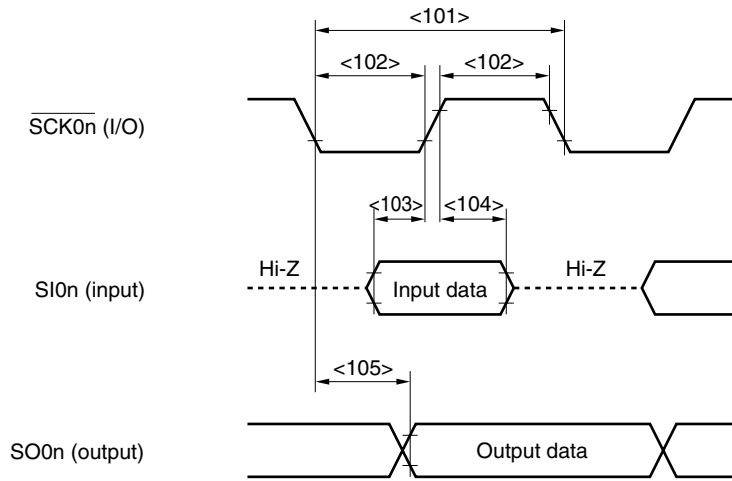 <101>
<102> <102>
SCK0n (I/O)
<103> <104>
Hi-Z Hi-Z
SI0n (input) Input data
<105>
SO0n (output) Output data